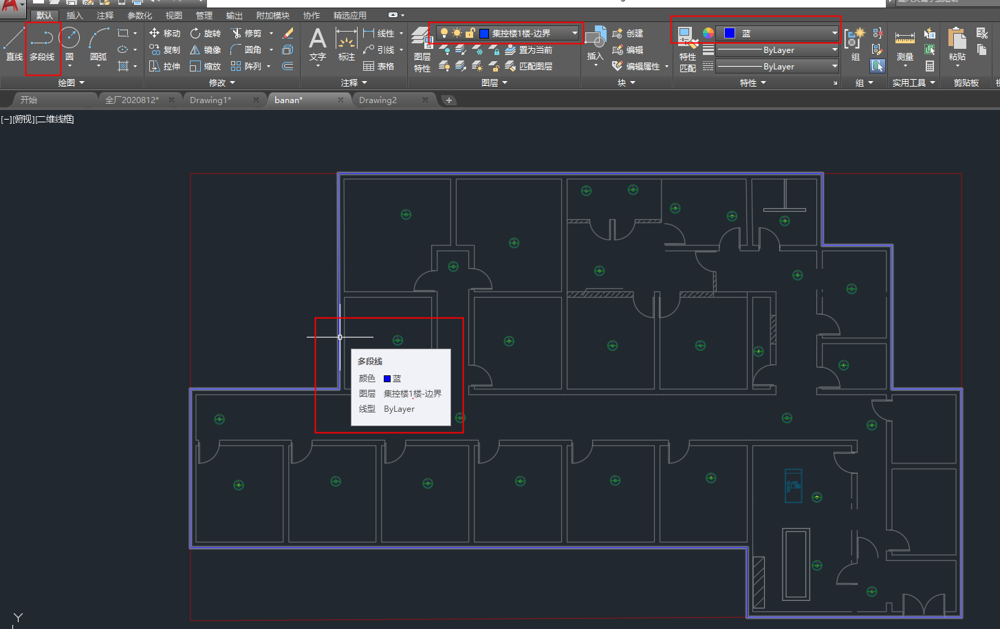 默认 插入 注释 参数化 视图 管理 输出 附加模块 协作 精选应用
移动 旋转 修剪 线性 集控楼1楼-边界 创建 蓝
直线 多段线 圆 圆弧 复制 镜像 圆角 文字 标注 引线 图层特性 置为当前 插入 编辑 特性匹配 ByLayer 组 测量 粘贴
拉伸 缩放 阵列 表格 匹配图层 编辑属性 ByLayer
绘图 修改 注释 图层 块 特性 组 实用工具 剪贴板
开始 全厂2020812* Drawing1* banan* Drawing2
[−][俯视][二维线框]
多段线
颜色 蓝
图层 集控楼1楼-边界
线型 ByLayer
Y